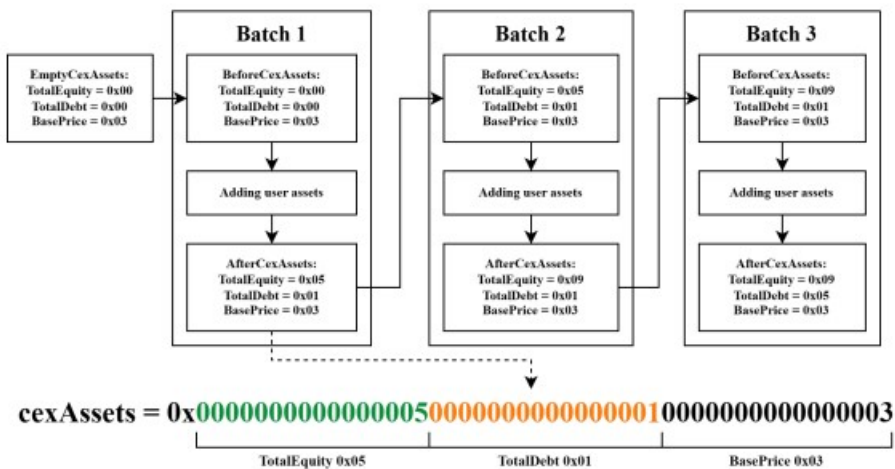 Batch 1
Batch 2
Batch 3
EmptyCexAssets:
TotalEquity = 0x00
TotalDebt = 0x00
BasePrice = 0x03
BeforeCexAssets:
TotalEquity = 0x00
TotalDebt = 0x00
BasePrice = 0x03
Adding user assets
AfterCexAssets:
TotalEquity = 0x05
TotalDebt = 0x01
BasePrice = 0x03
BeforeCexAssets:
TotalEquity = 0x05
TotalDebt = 0x01
BasePrice = 0x03
Adding user assets
AfterCexAssets:
TotalEquity = 0x09
TotalDebt = 0x01
BasePrice = 0x03
BeforeCexAssets:
TotalEquity = 0x09
TotalDebt = 0x01
BasePrice = 0x03
Adding user assets
AfterCexAssets:
TotalEquity = 0x09
TotalDebt = 0x05
BasePrice = 0x03
cexAssets = 0x000000000000000500000000000000010000000000000003
TotalEquity 0x05
TotalDebt 0x01
BasePrice 0x03